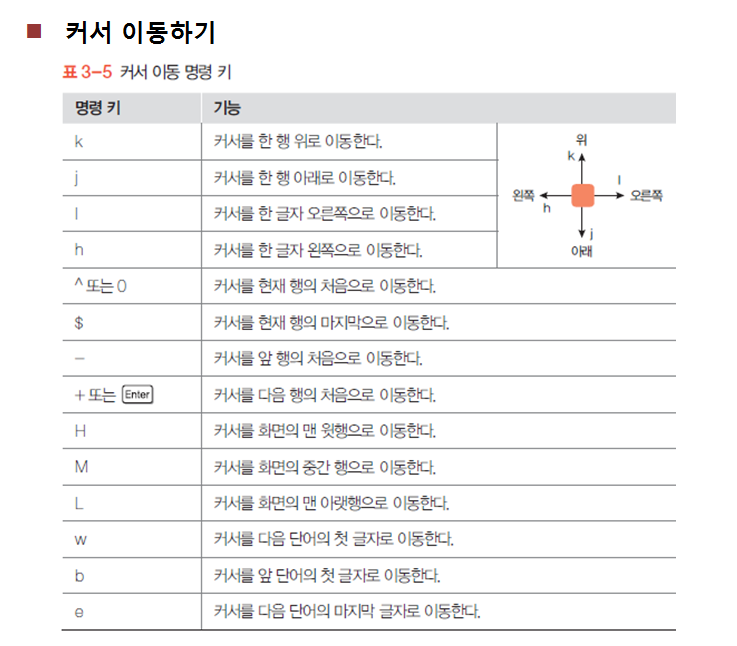 커서 이동하기
표 3-5 커서 이동 명령 키
명령 키 기능
k 커서를 한 행 위로 이동한다.
j 커서를 한 행 아래로 이동한다.
l 커서를 한 글자 오른쪽으로 이동한다.
h 커서를 한 글자 왼쪽으로 이동한다.
위
k
l
왼쪽 오른쪽
h
j
아래
^ 또는 0 커서를 현재 행의 처음으로 이동한다.
$ 커서를 현재 행의 마지막으로 이동한다.
− 커서를 앞 행의 처음으로 이동한다.
+ 또는 Enter 커서를 다음 행의 처음으로 이동한다.
H 커서를 화면의 맨 윗행으로 이동한다.
M 커서를 화면의 중간 행으로 이동한다.
L 커서를 화면의 맨 아랫행으로 이동한다.
w 커서를 다음 단어의 첫 글자로 이동한다.
b 커서를 앞 단어의 첫 글자로 이동한다.
e 커서를 다음 단어의 마지막 글자로 이동한다.